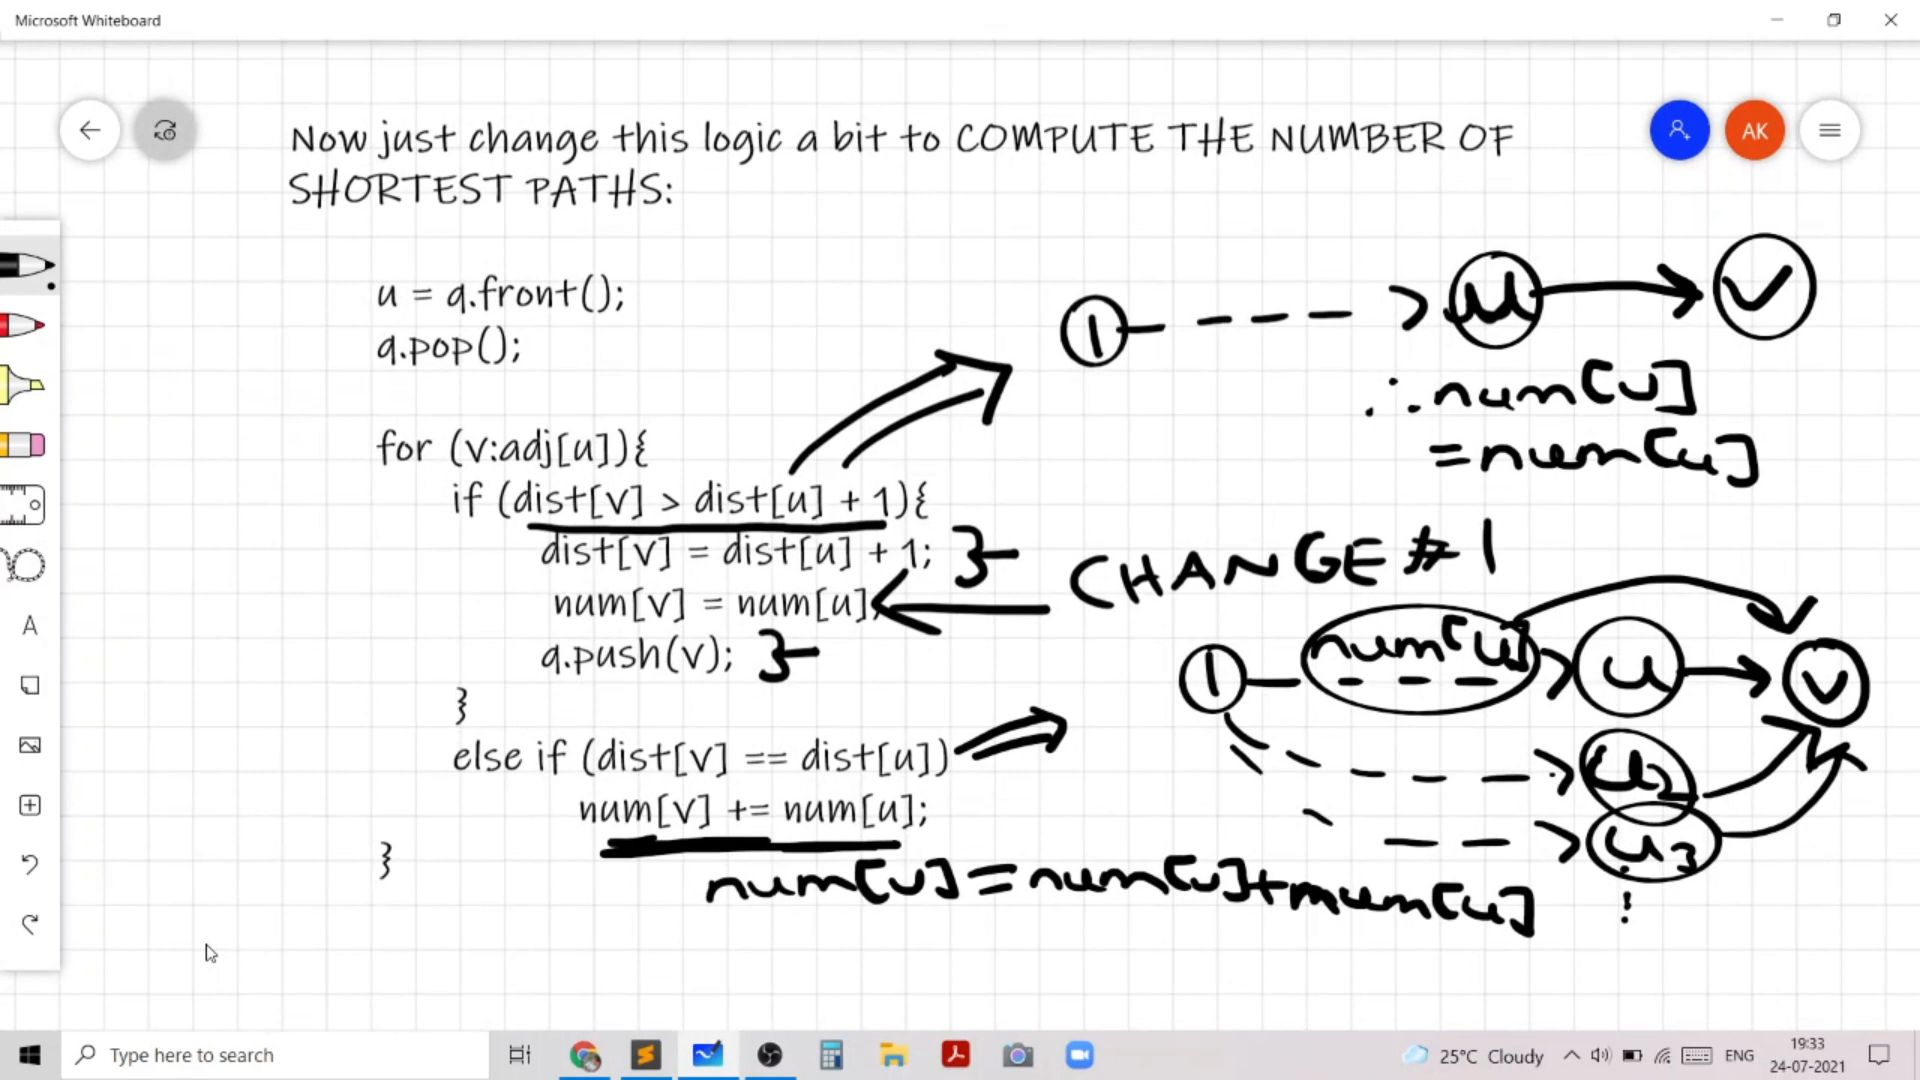 Microsoft Whiteboard
Now just change this logic a bit to COMPUTE THE NUMBER OF
SHORTEST PATHS:
AK
u = q.front();
q.pop();
for (v:adj[u]){
if (dist[v] > dist[u] + 1){
dist[v] = dist[u] + 1;
num[v] = num[u];
q.push(v);
}
else if (dist[v] == dist[u])
num[v] += num[u];
}
1 u v
∴ num[v]
= num[u]
CHANGE #1
1 num[u] u v
u2
u3
num[v] = num[v] + num[u]
A
Type here to search
25°C Cloudy
ENG
19:33
24-07-2021